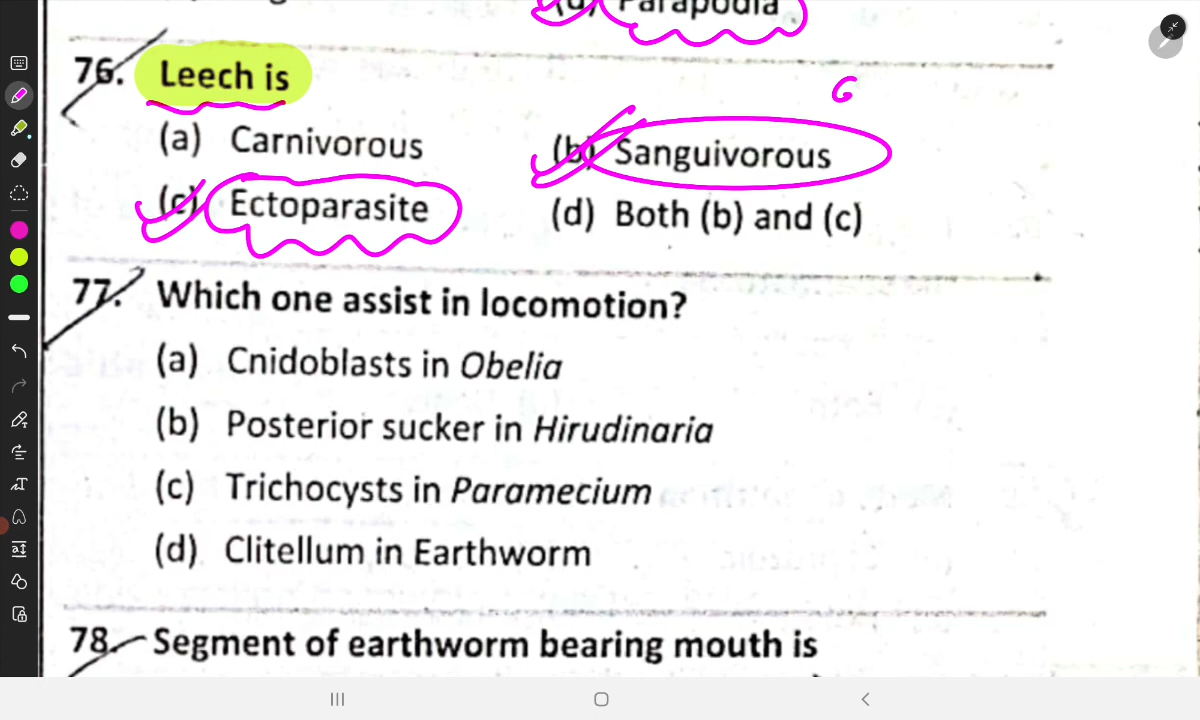 (d) Parapodia
76. Leech is
(a) Carnivorous (b) Sanguivorous
(c) Ectoparasite (d) Both (b) and (c)
77. Which one assist in locomotion?
(a) Cnidoblasts in Obelia
(b) Posterior sucker in Hirudinaria
(c) Trichocysts in Paramecium
(d) Clitellum in Earthworm
78. Segment of earthworm bearing mouth is